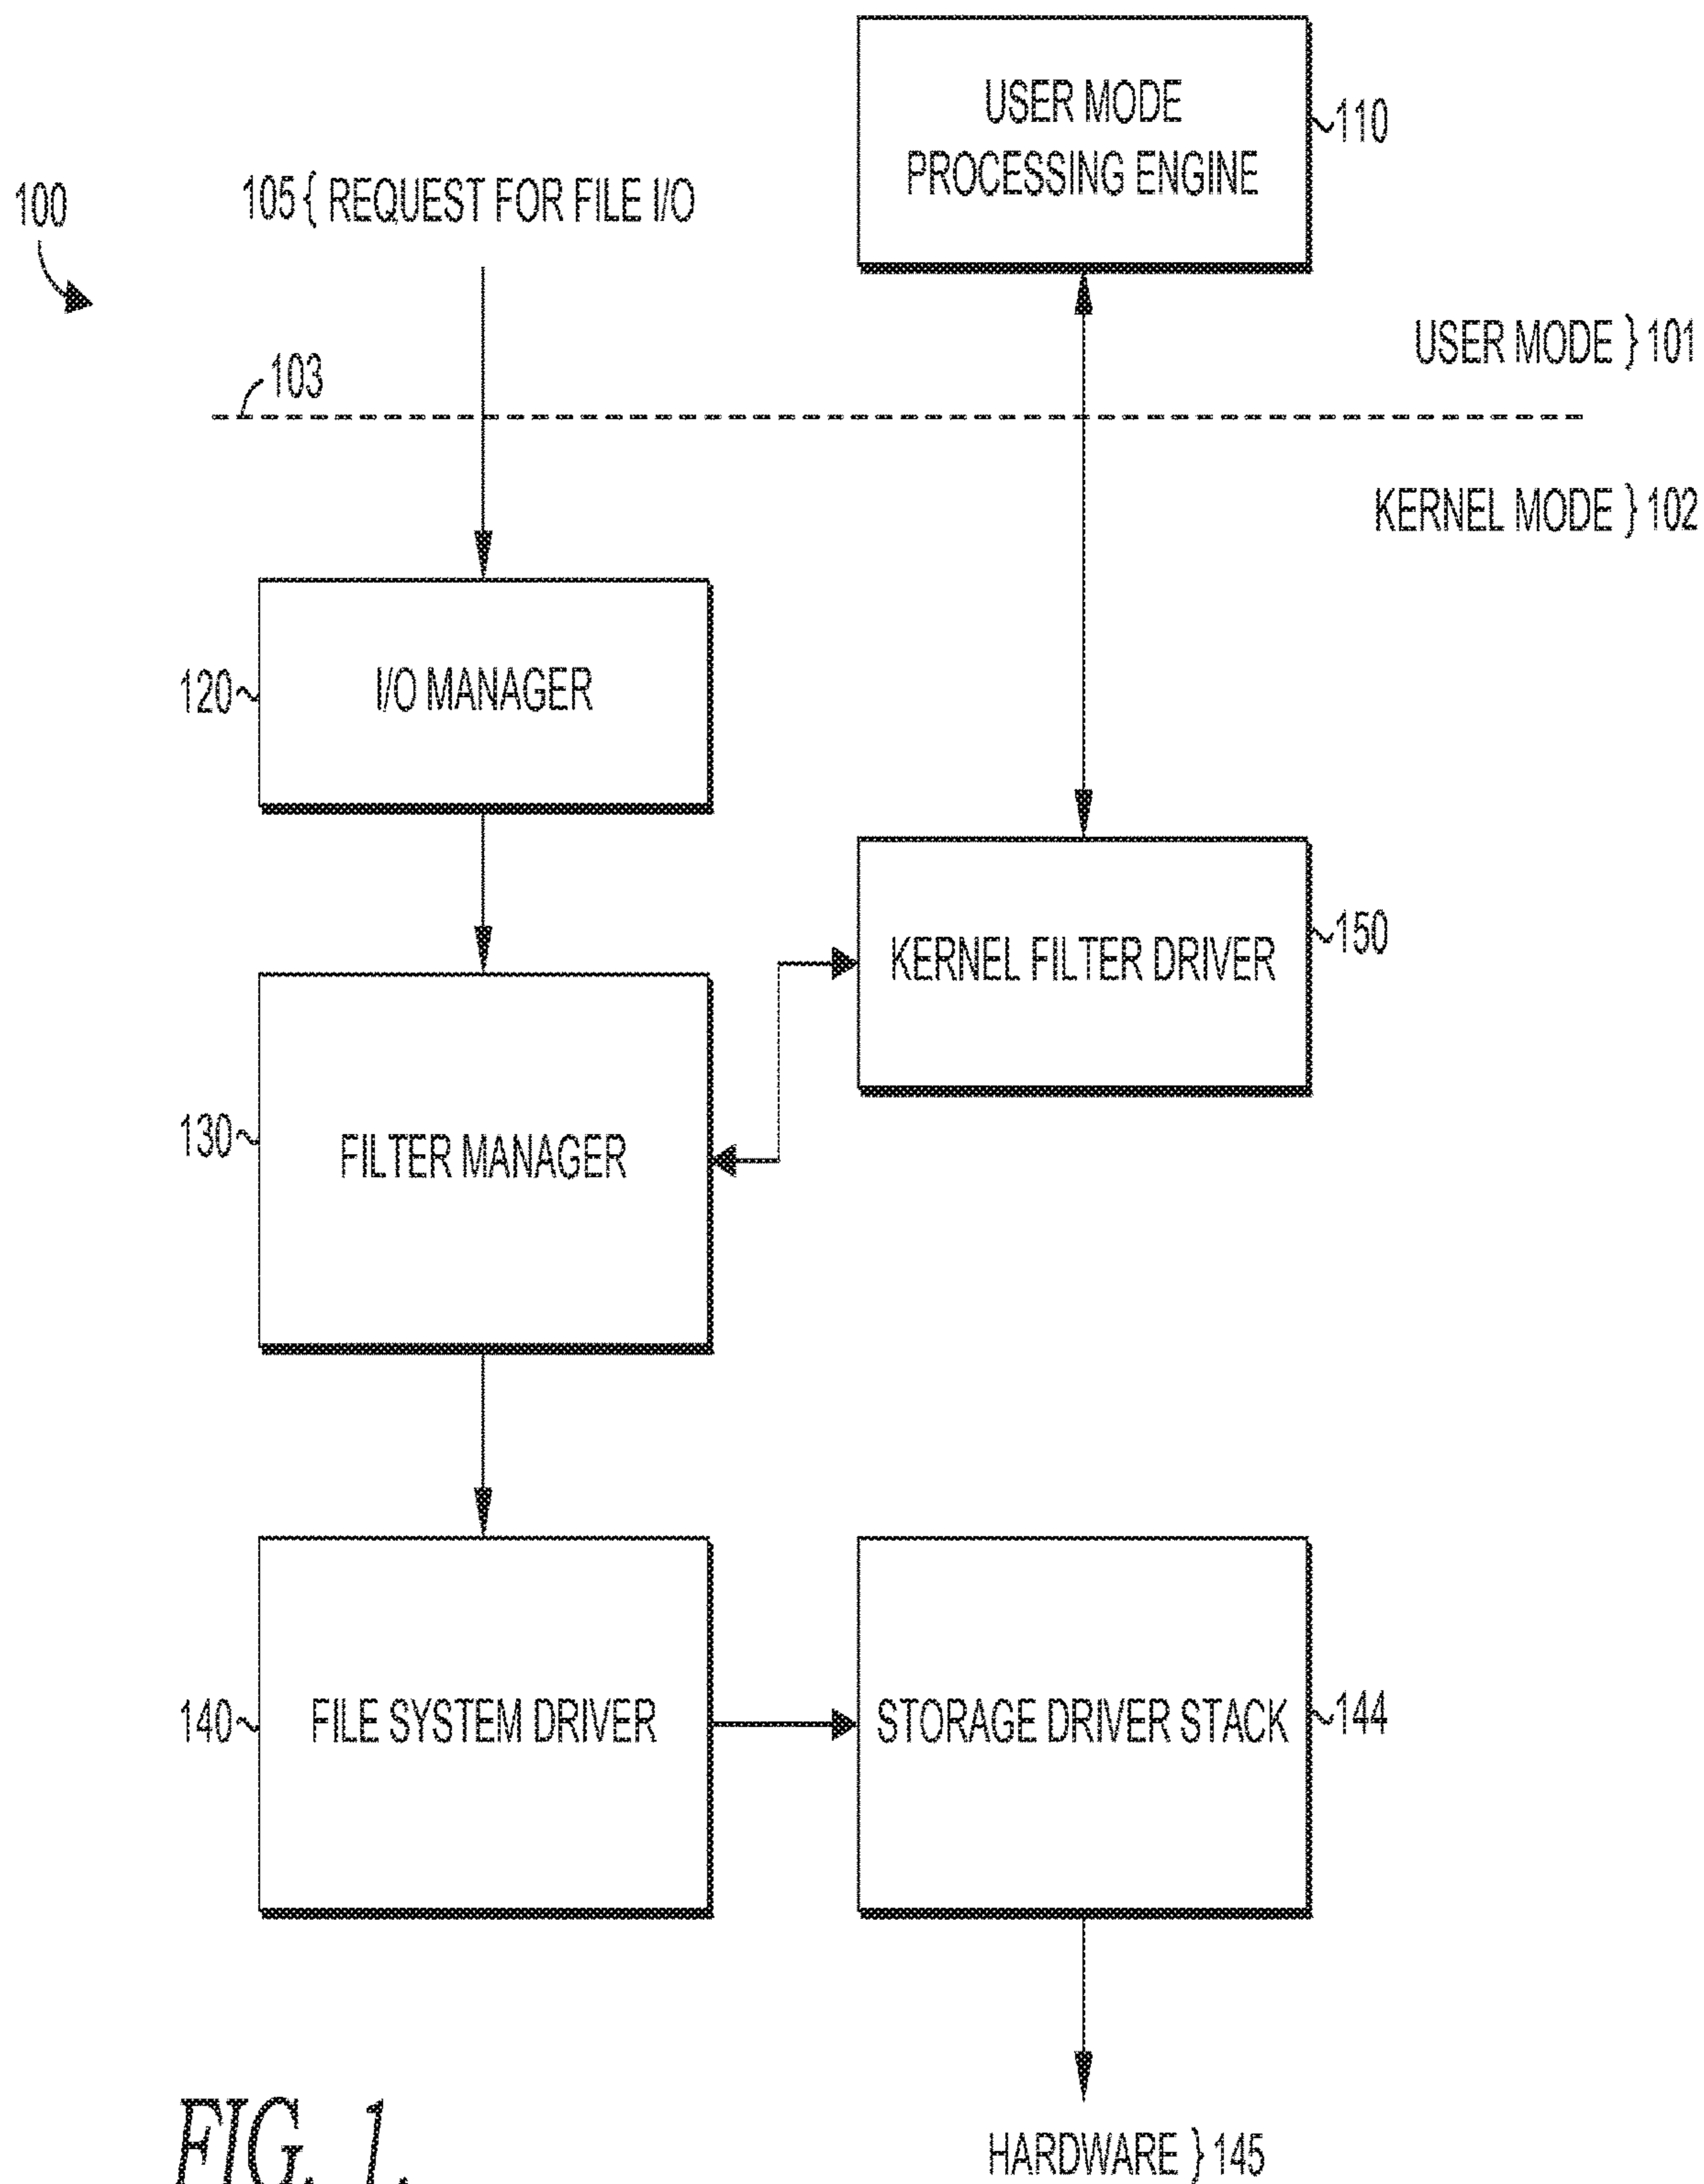 USER MODE
PROCESSING ENGINE
110
100
105 { REQUEST FOR FILE I/O
USER MODE } 101
103
KERNEL MODE } 102
120
I/O MANAGER
KERNEL FILTER DRIVER
150
130
FILTER MANAGER
140
FILE SYSTEM DRIVER
STORAGE DRIVER STACK
144
HARDWARE } 145
FIG. 1.